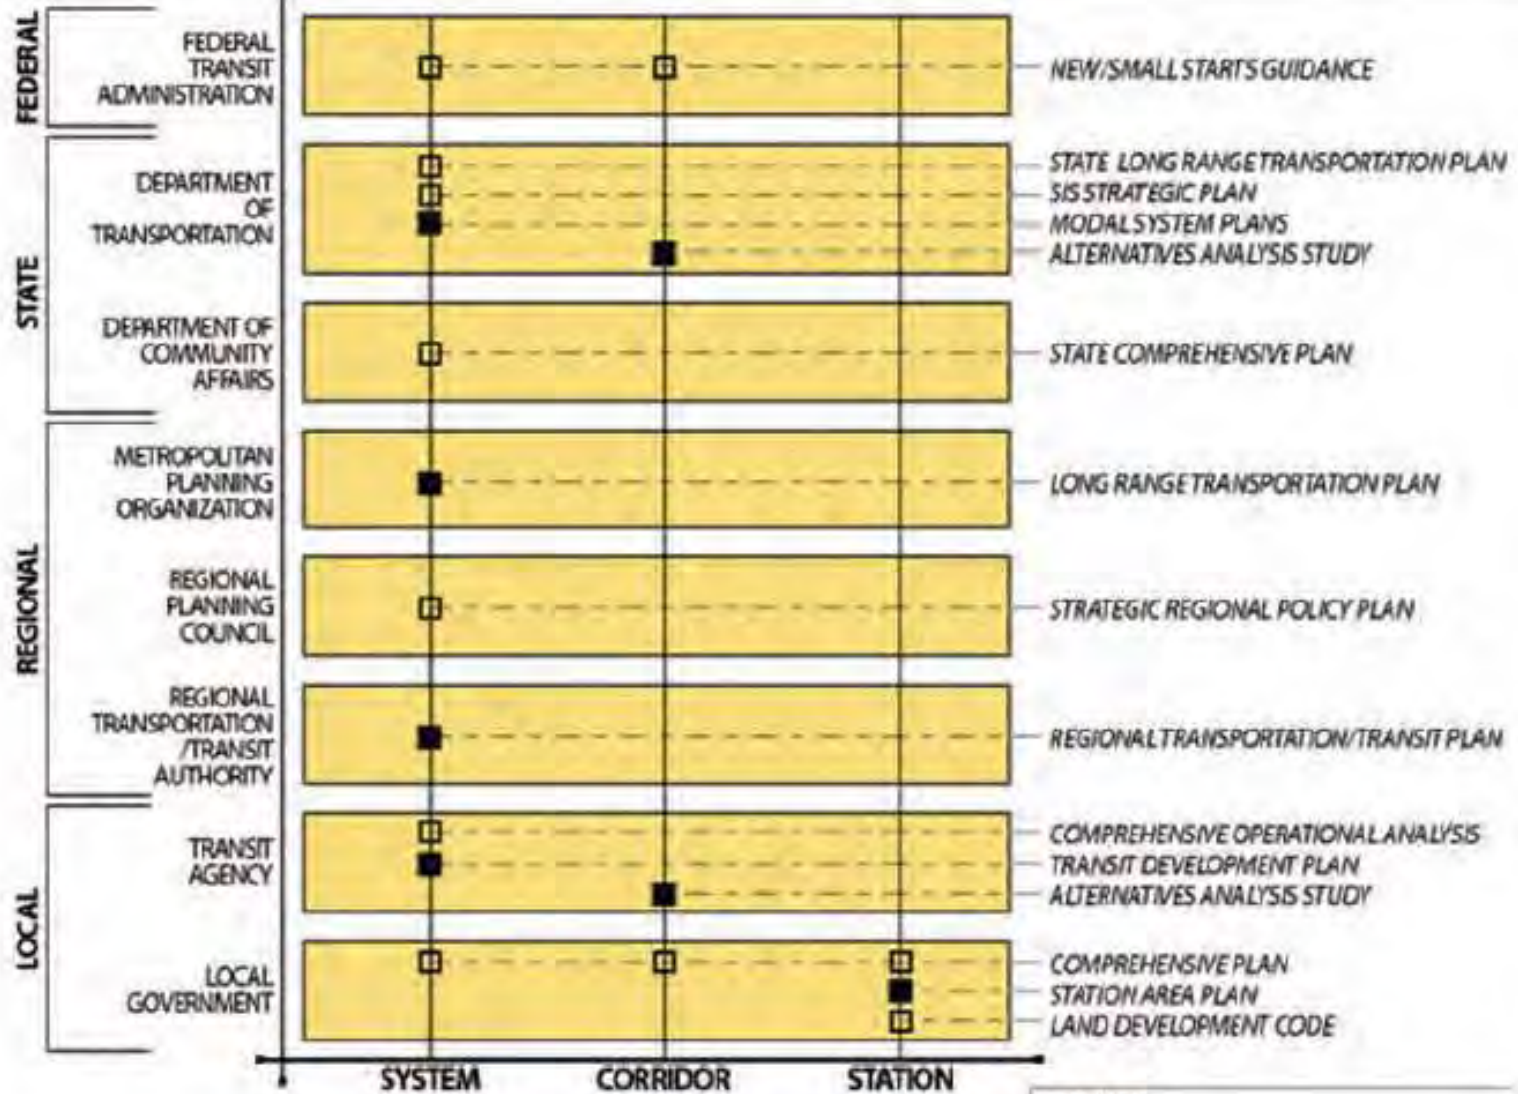 FEDERAL
FEDERAL
TRANSIT
ADMINISTRATION
NEW/SMALL STARTS GUIDANCE
STATE
DEPARTMENT
OF
TRANSPORTATION
STATE LONG RANGE TRANSPORTATION PLAN
SIS STRATEGIC PLAN
MODAL SYSTEM PLANS
ALTERNATIVES ANALYSIS STUDY
DEPARTMENT OF
COMMUNITY
AFFAIRS
STATE COMPREHENSIVE PLAN
REGIONAL
METROPOLITAN
PLANNING
ORGANIZATION
LONG RANGE TRANSPORTATION PLAN
REGIONAL
PLANNING
COUNCIL
STRATEGIC REGIONAL POLICY PLAN
REGIONAL
TRANSPORTATION
/TRANSIT
AUTHORITY
REGIONAL TRANSPORTATION/TRANSIT PLAN
LOCAL
TRANSIT
AGENCY
COMPREHENSIVE OPERATIONAL ANALYSIS
TRANSIT DEVELOPMENT PLAN
ALTERNATIVES ANALYSIS STUDY
LOCAL
GOVERNMENT
COMPREHENSIVE PLAN
STATION AREA PLAN
LAND DEVELOPMENT CODE
SYSTEM CORRIDOR STATION